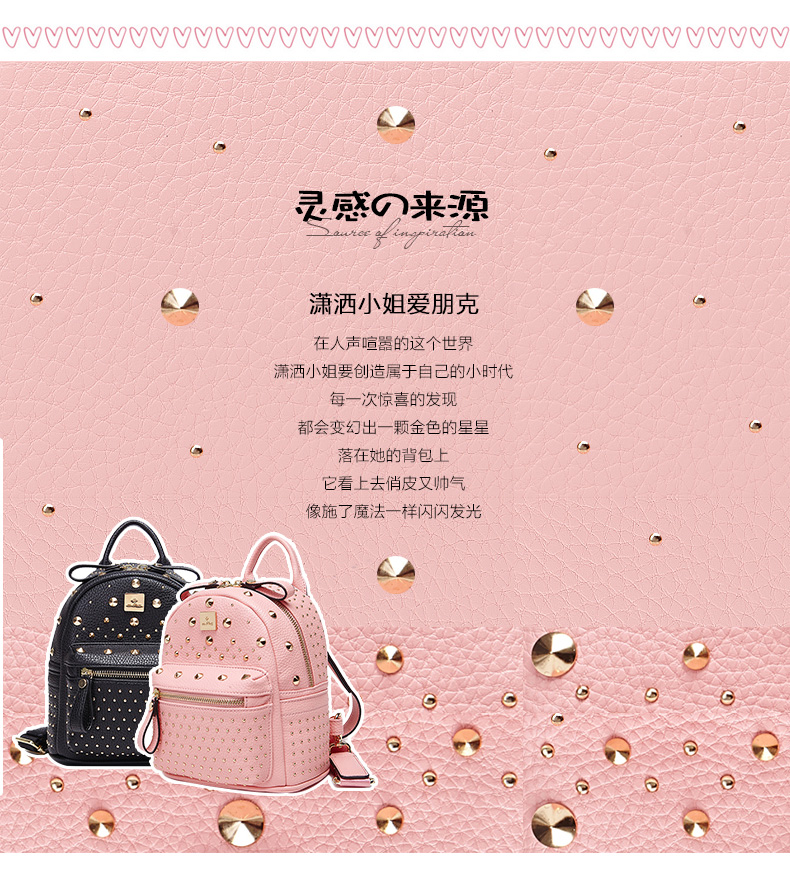 灵感の来源
Source of inspiration
潇洒小姐爱朋克
在人声喧嚣的这个世界
潇洒小姐要创造属于自己的小时代
每一次惊喜的发现
都会变幻出一颗金色的星星
落在她的背包上
它看上去俏皮又帅气
像施了魔法一样闪闪发光